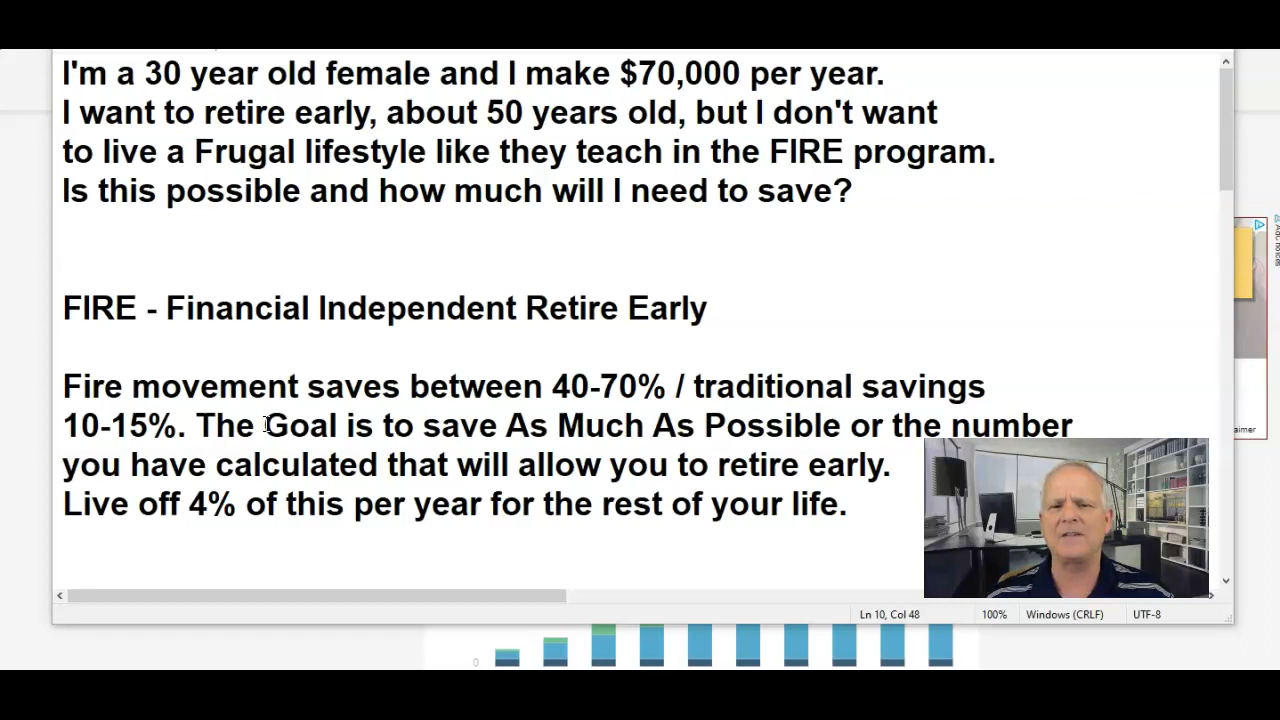 I'm a 30 year old female and I make $70,000 per year.
I want to retire early, about 50 years old, but I don't want
to live a Frugal lifestyle like they teach in the FIRE program.
Is this possible and how much will I need to save?
FIRE - Financial Independent Retire Early
Fire movement saves between 40-70% / traditional savings
10-15%. The Goal is to save As Much As Possible or the number
you have calculated that will allow you to retire early.
Live off 4% of this per year for the rest of your life.
Ln 10, Col 48 100% Windows (CRLF) UTF-8
0